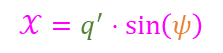 𝒳 = q′ · sin(ψ)